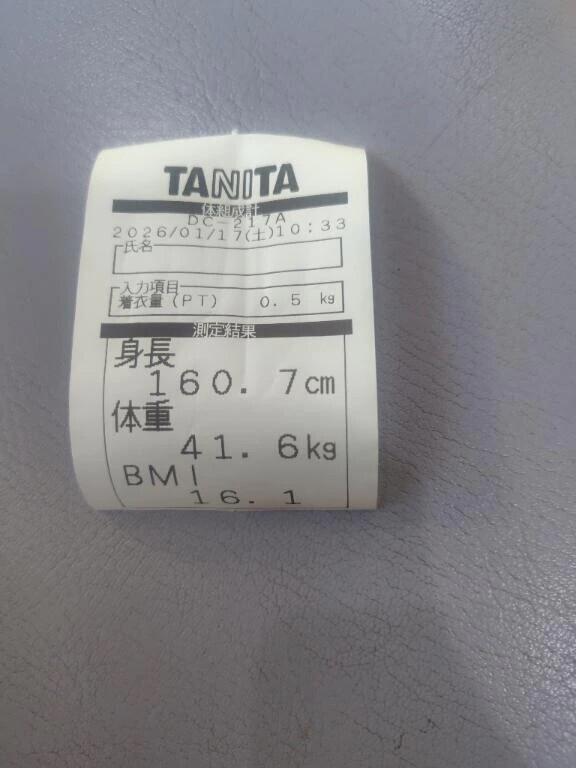 TANITA
体組成計
DC-217A
2026/01/17(土)10:33
氏名
入力項目
着衣量(PT) 0.5 kg
測定結果
身長
160.7cm
体重
41.6kg
BMI
16.1